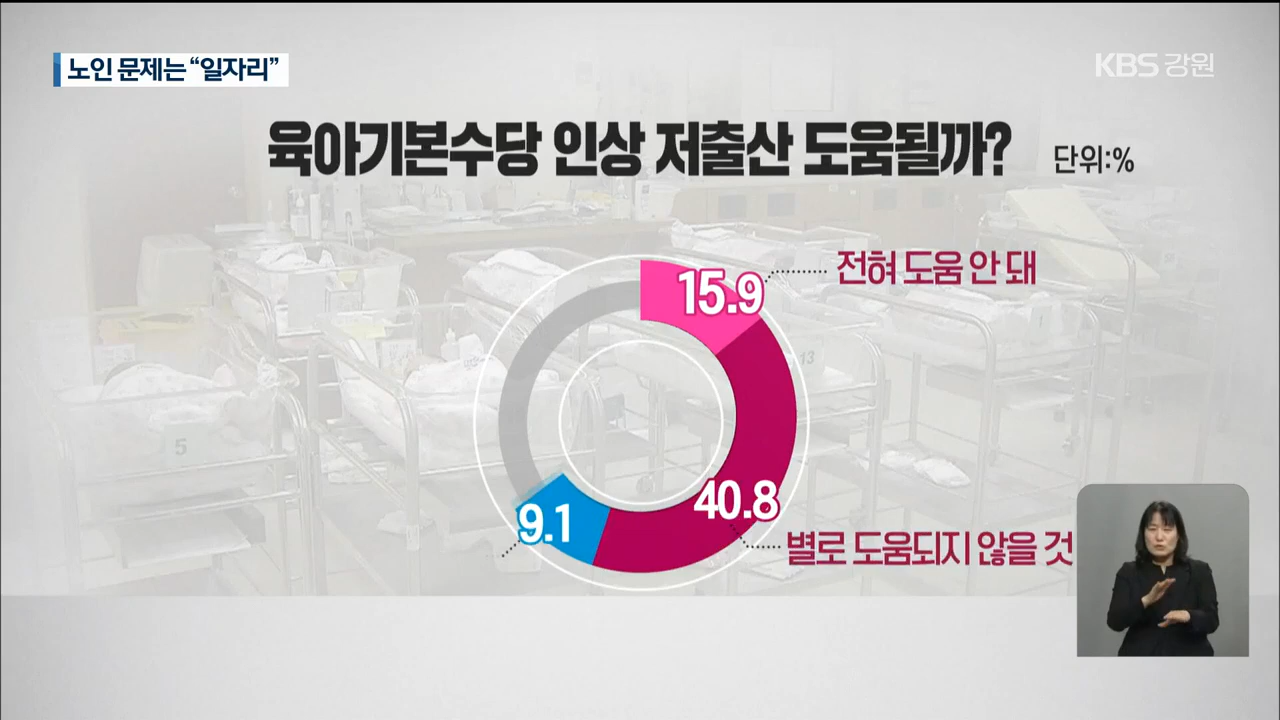 노인 문제는 “일자리”
KBS 강원
육아기본수당 인상 저출산 도움될까?
단위:%
15.9
전혀 도움 안 돼
13
5
9.1
40.8
별로 도움되지 않을 것